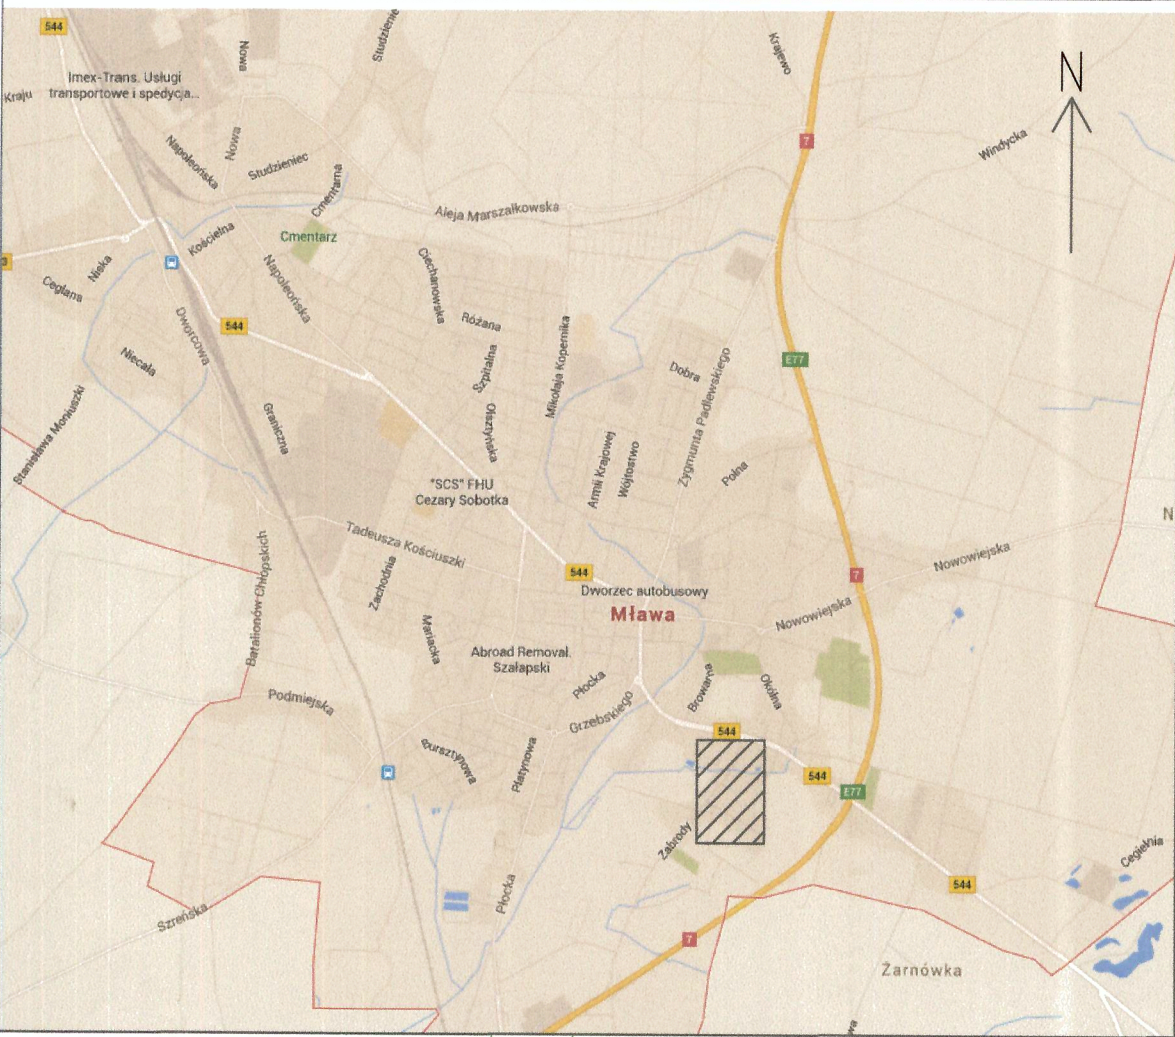 544
Nowa
Studzienie
Krajewo
N
Imex-Trans. Usługi
transportowe i spedycja...
Kraju
7
Windycka
Napoleońska
Nowa
Studzieniec
Cmentarna
Aleja Marszałkowska
Kościelna
Cmentarz
3
Niska
Ceglana
Napoleońska
Ciechanowska
Dworcowa
544
Różana
Mikołaja Kopernika
Szpitalna
Niecała
Dobra
Zygmunta Padlewskiego
E77
Stanisława Moniuszki
Graniczna
Olsztyńska
Armii Krajowej
Wójtostwo
Polna
"SCS" FHU
Cezary Sobotka
N
Tadeusza Kościuszki
Batalionów Chłopskich
Zachodnia
544
Dworzec autobusowy
Mława
7
Nowowiejska
Nowowiejska
Mariacka
Abroad Removal.
Szałapski
Płocka
Grzebskiego
Okólna
Podmiejska
544
Platynowa
544
E77
Zabrody
Cegielnia
544
Płocka
Szreńska
7
Żarnówka
wa